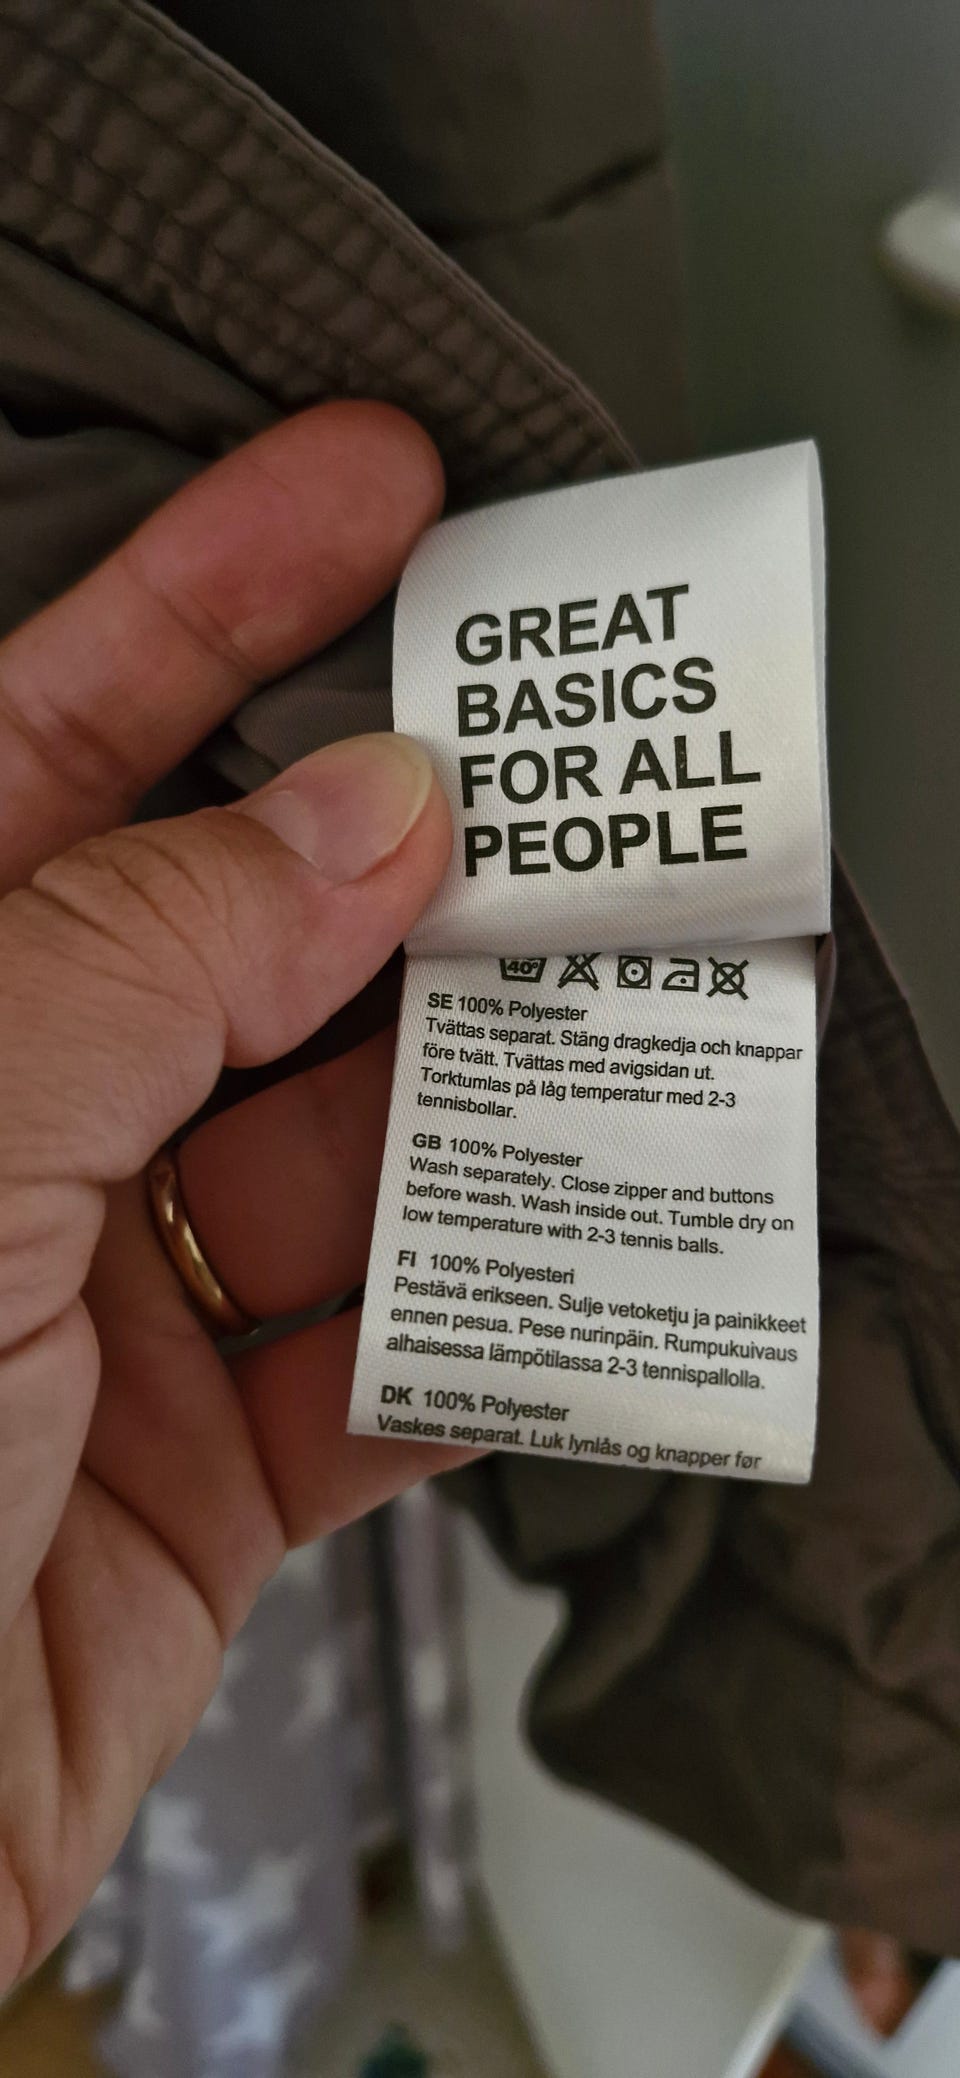 GREAT
BASICS
FOR ALL
PEOPLE
40°
SE 100% Polyester
Tvättas separat. Stäng dragkedja och knappar
före tvätt. Tvättas med avigsidan ut.
Torktumlas på låg temperatur med 2-3
tennisbollar.
GB 100% Polyester
Wash separately. Close zipper and buttons
before wash. Wash inside out. Tumble dry on
low temperature with 2-3 tennis balls.
FI 100% Polyesteri
Pestävä erikseen. Sulje vetoketju ja painikkeet
ennen pesua. Pese nurinpäin. Rumpukuivaus
alhaisessa lämpötilassa 2-3 tennispallolla.
DK 100% Polyester
Vaskes separat. Luk lynlås og knapper før